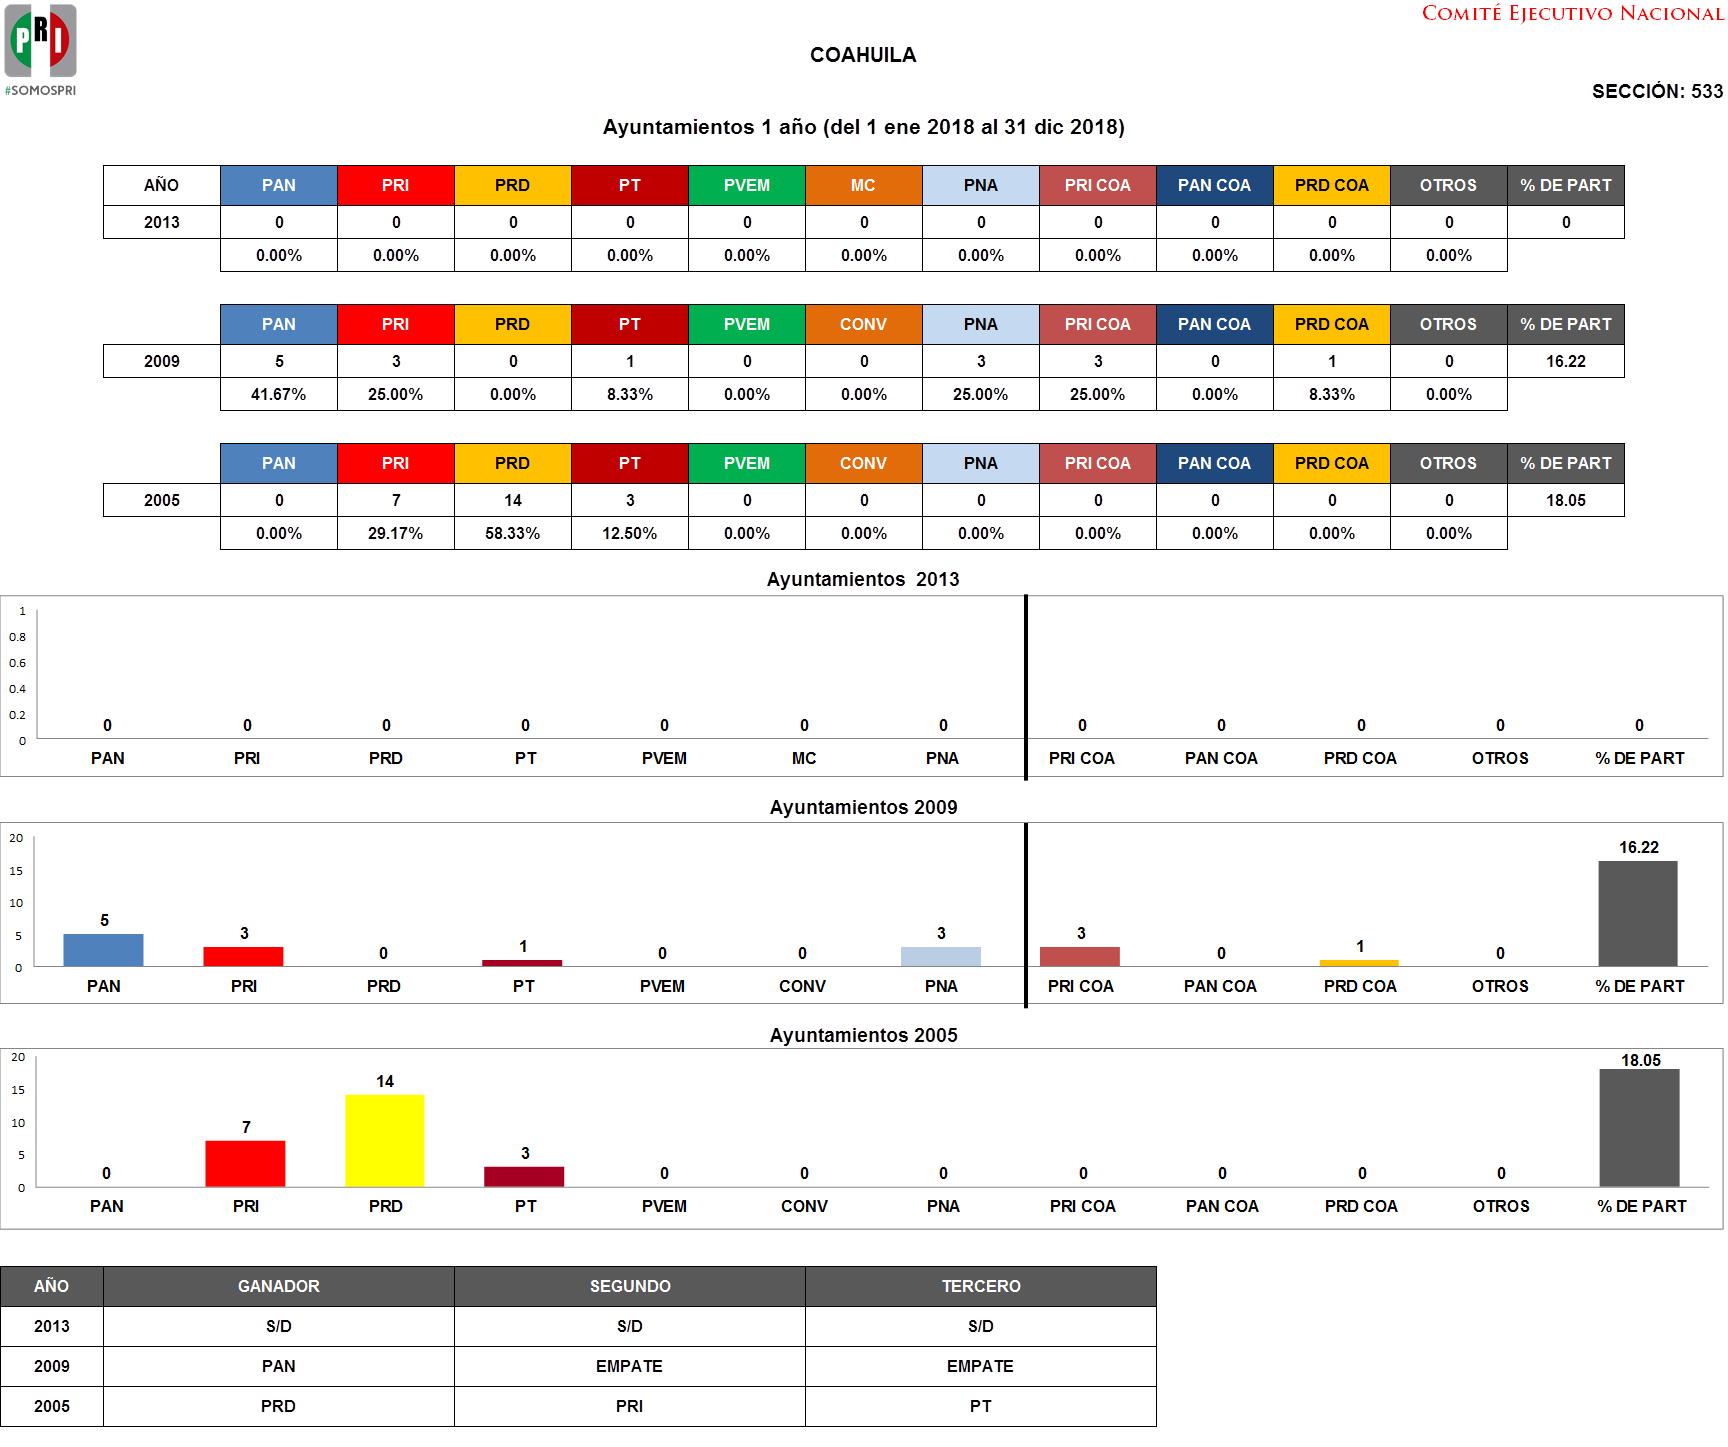 PRI
#SOMOSPRI
COMITÉ EJECUTIVO NACIONAL
COAHUILA
SECCIÓN: 533
Ayuntamientos 1 año (del 1 ene 2018 al 31 dic 2018)
AÑO PAN PRI PRD PT PVEM MC PNA PRI COA PAN COA PRD COA OTROS % DE PART
2013 0 0 0 0 0 0 0 0 0 0 0 0
0.00% 0.00% 0.00% 0.00% 0.00% 0.00% 0.00% 0.00% 0.00% 0.00% 0.00%
PAN PRI PRD PT PVEM CONV PNA PRI COA PAN COA PRD COA OTROS % DE PART
2009 5 3 0 1 0 0 3 3 0 1 0 16.22
41.67% 25.00% 0.00% 8.33% 0.00% 0.00% 25.00% 25.00% 0.00% 8.33% 0.00%
PAN PRI PRD PT PVEM CONV PNA PRI COA PAN COA PRD COA OTROS % DE PART
2005 0 7 14 3 0 0 0 0 0 0 0 18.05
0.00% 29.17% 58.33% 12.50% 0.00% 0.00% 0.00% 0.00% 0.00% 0.00% 0.00%
Ayuntamientos 2013
1
0.8
0.6
0.4
0.2
0
0 0 0 0 0 0 0 0 0 0 0 0
PAN PRI PRD PT PVEM MC PNA PRI COA PAN COA PRD COA OTROS % DE PART
Ayuntamientos 2009
20
15
10
5
0
5 3 0 1 0 0 3 3 0 1 0 16.22
PAN PRI PRD PT PVEM CONV PNA PRI COA PAN COA PRD COA OTROS % DE PART
Ayuntamientos 2005
20
15
10
5
0
0 7 14 3 0 0 0 0 0 0 0 18.05
PAN PRI PRD PT PVEM CONV PNA PRI COA PAN COA PRD COA OTROS % DE PART
AÑO GANADOR SEGUNDO TERCERO
2013 S/D S/D S/D
2009 PAN EMPATE EMPATE
2005 PRD PRI PT